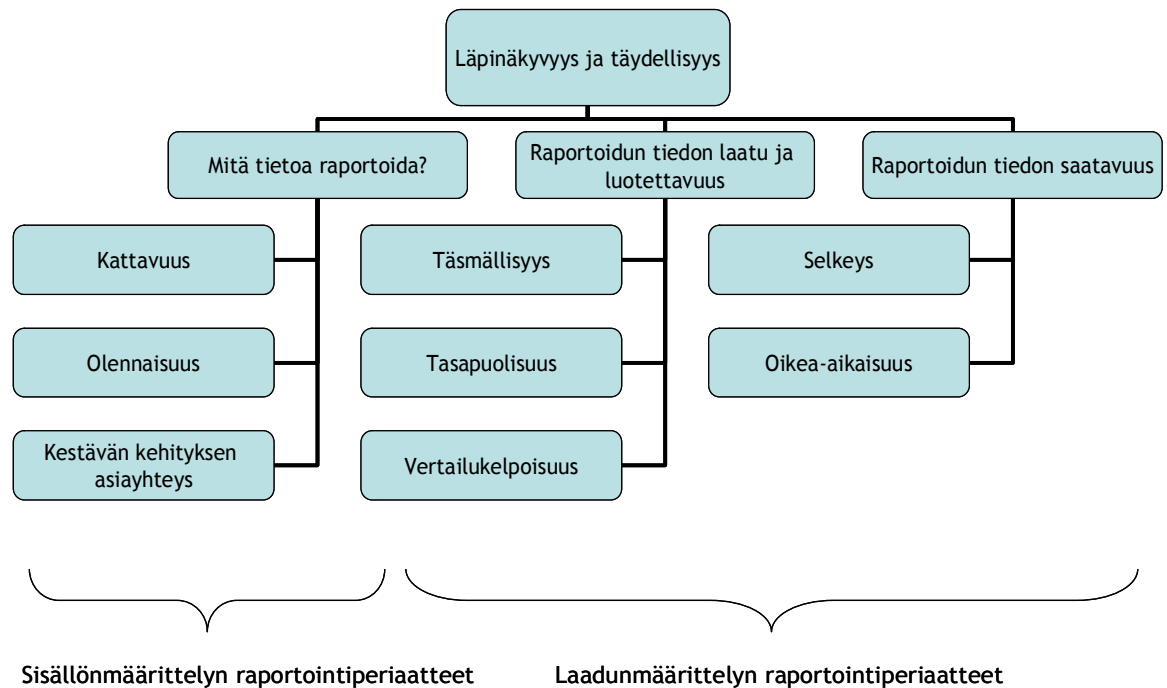 Läpinäkyvyys ja täydellisyys
Mitä tietoa raportoida?
Raportoidun tiedon laatu ja
luotettavuus
Raportoidun tiedon saatavuus
Kattavuus
Täsmällisyys
Selkeys
Olennaisuus
Tasapuolisuus
Oikea-aikaisuus
Kestävän kehityksen
asiayhteys
Vertailukelpoisuus
Sisällönmäärittelyn raportointiperiaatteet
Laadunmäärittelyn raportointiperiaatteet